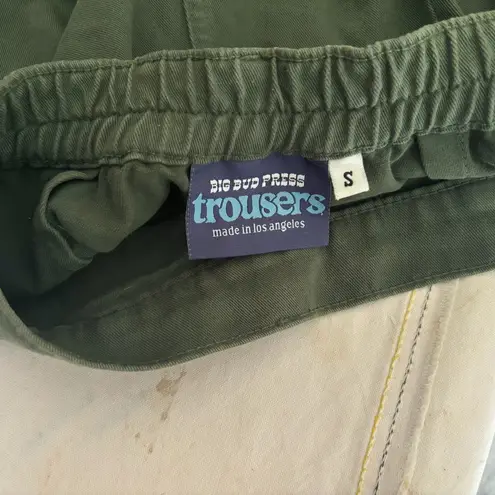 BIG BUD PRESS
trousers
made in los angeles
S